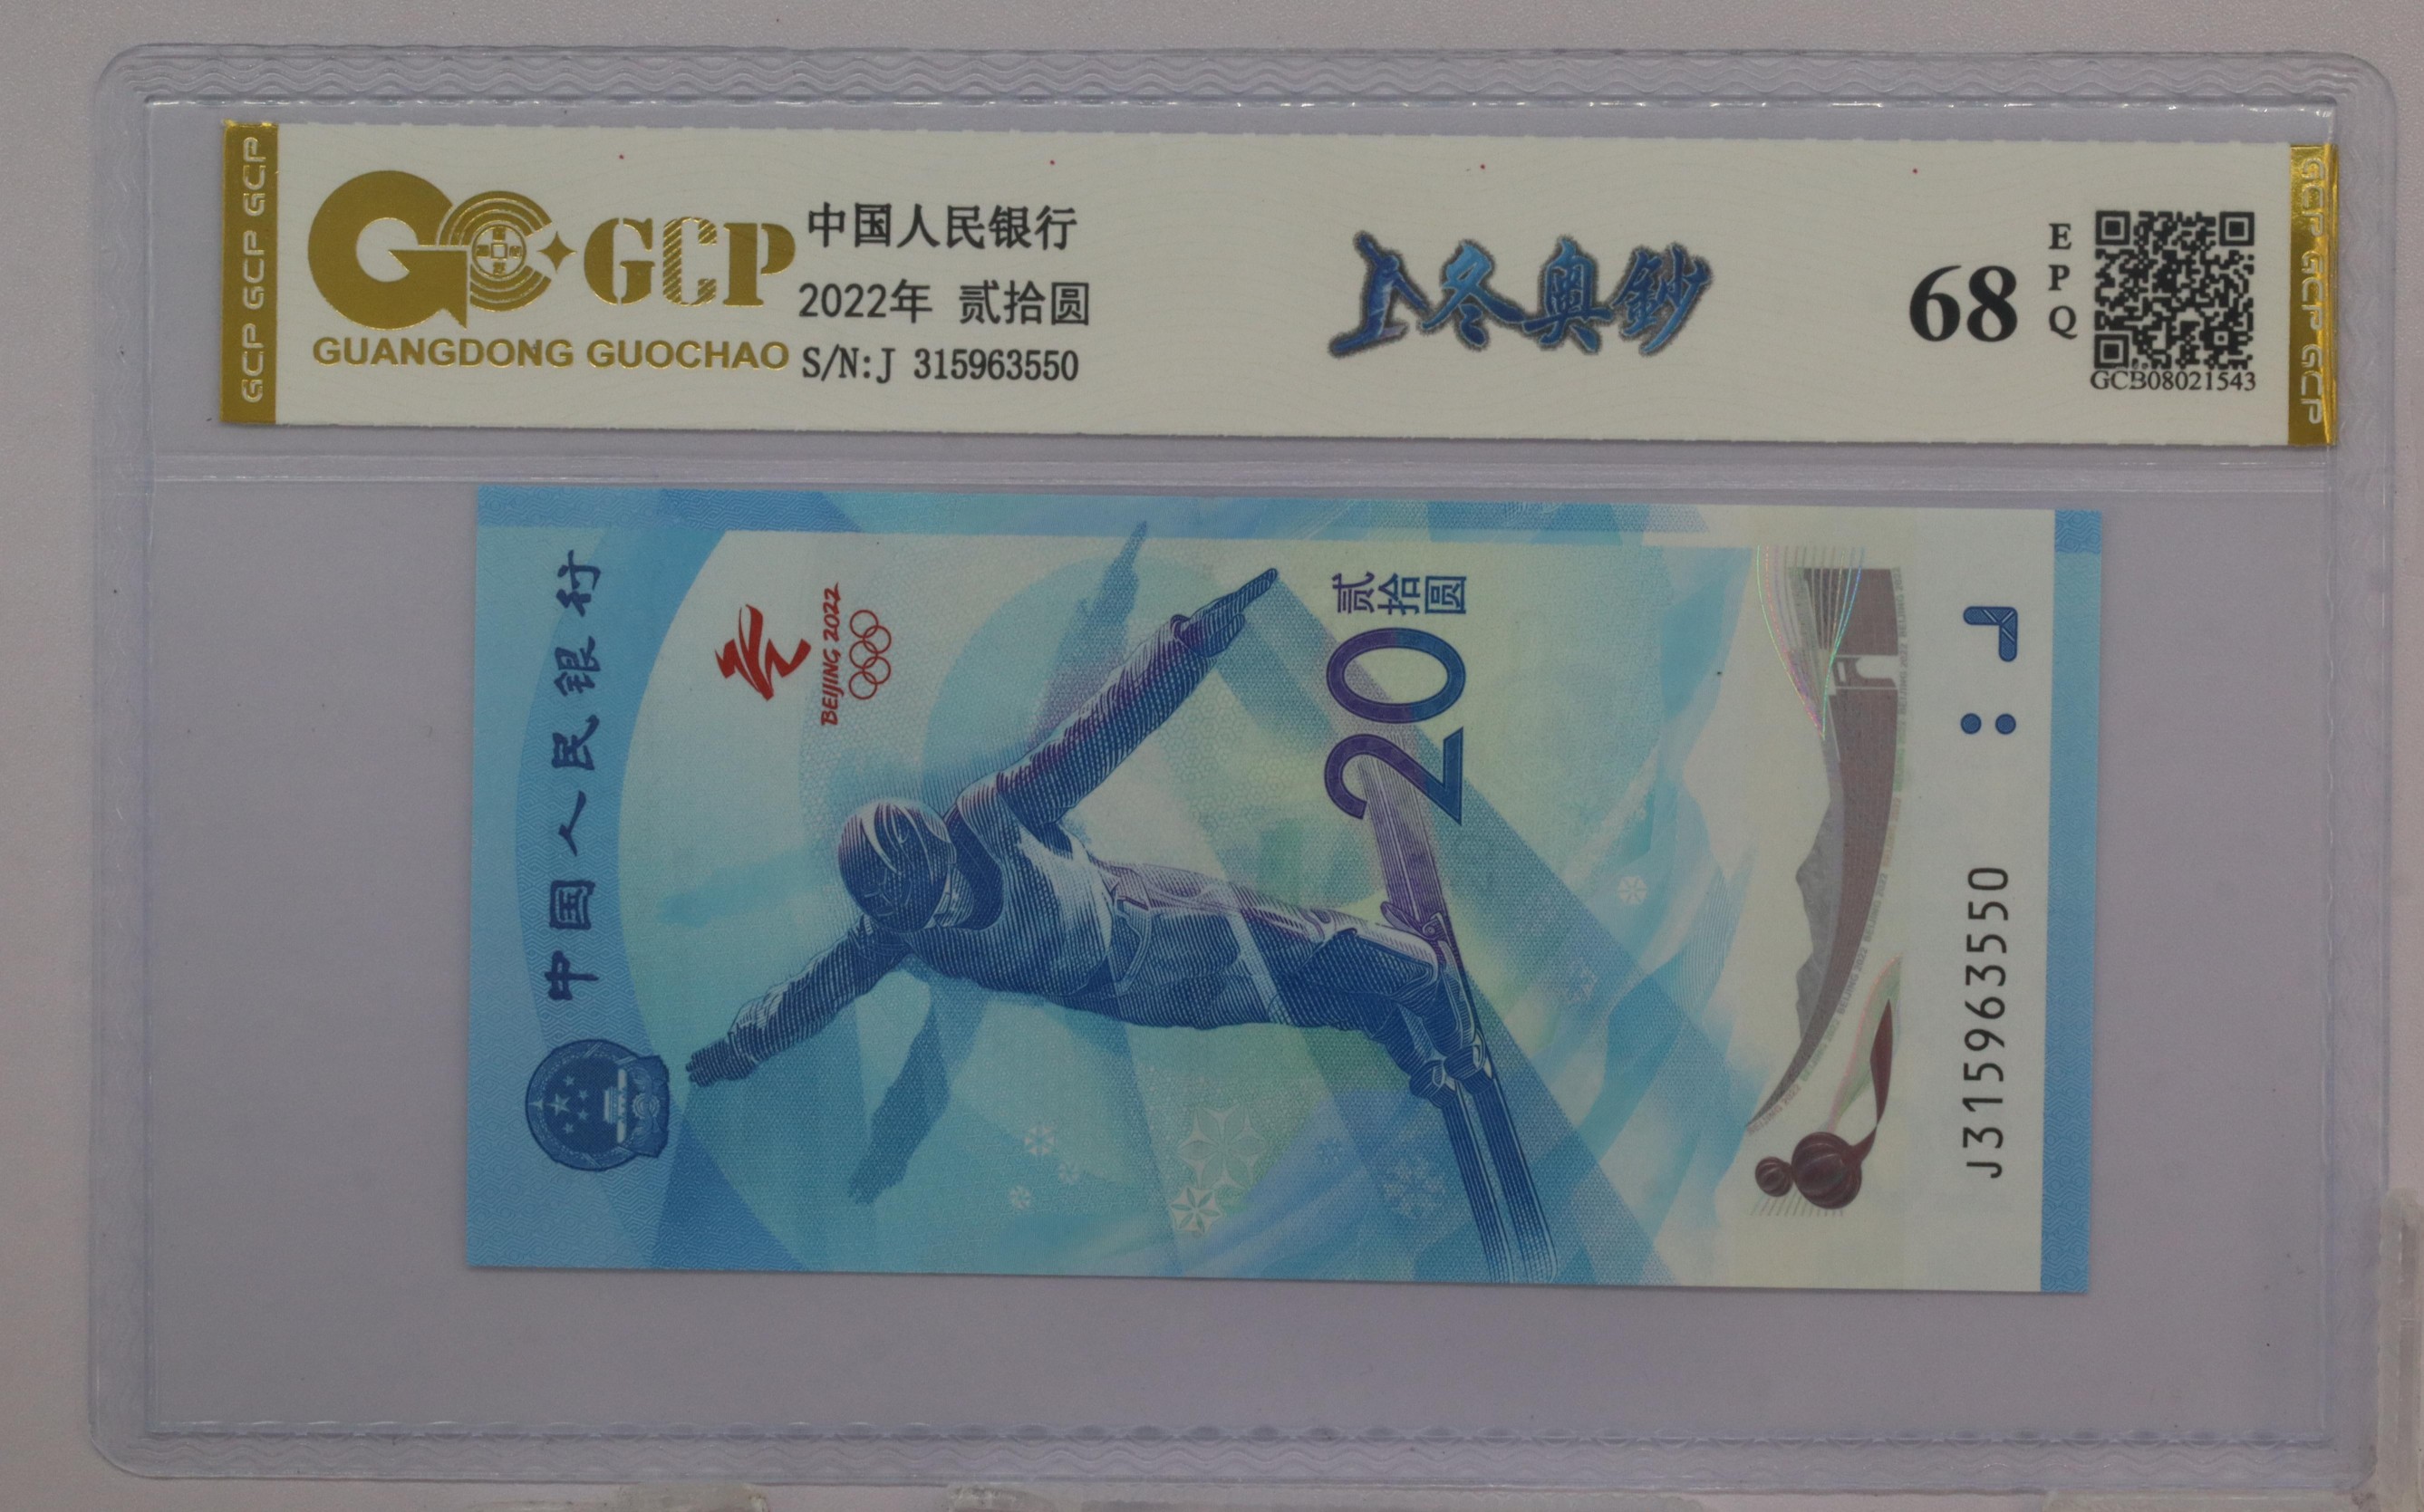 GCP GCP GCP
GCP
GUANGDONG GUOCHAO
中国人民银行
2022年 贰拾圆
S/N:J 315963550
冬奥鈔
68
EPQ
GCB08021543
GCP GCP GCP
中国人民银行
BEIJING 2022
贰拾圆
20
J315963550